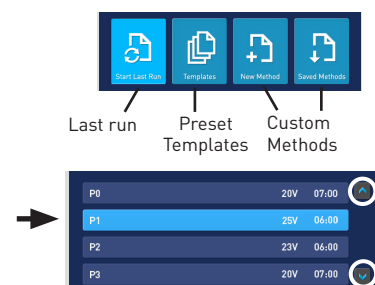 Start Last Run Templates New Method Saved Methods
Last run Preset Templates Custom Methods
P0 20V 07:00
P1 25V 06:00
P2 23V 06:00
P3 20V 07:00